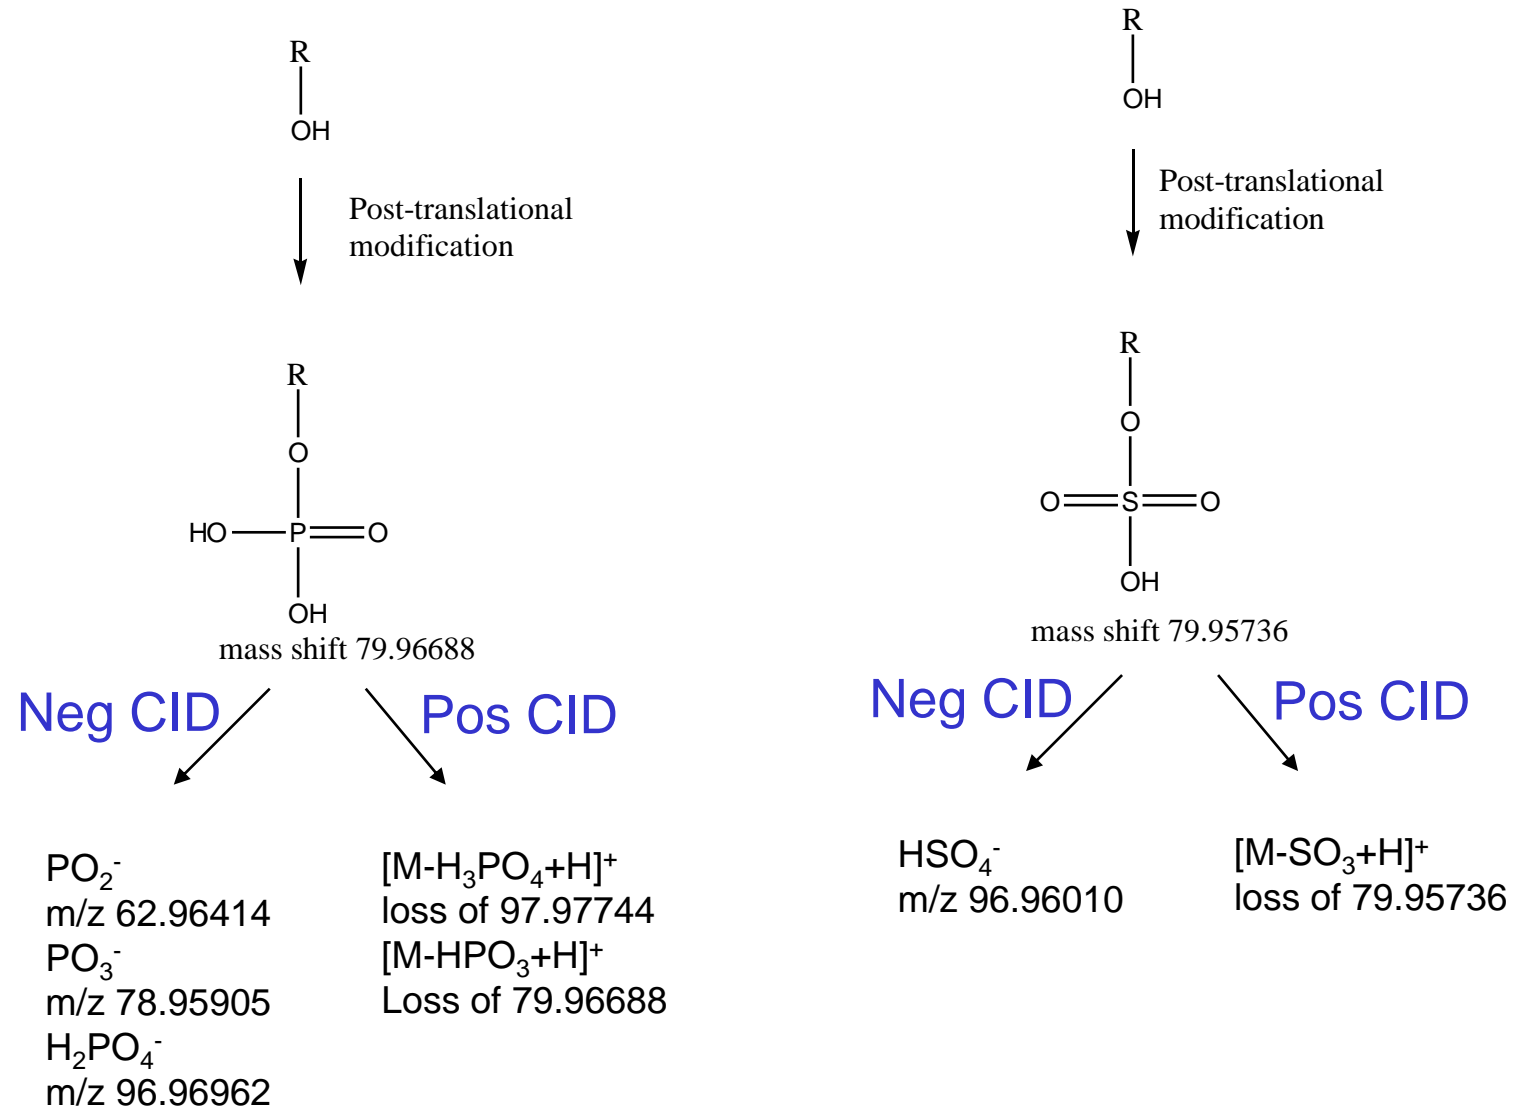 R
OH
Post-translational
modification
R
O
HO P O
OH
mass shift 79.96688
Neg CID
Pos CID
PO₂⁻
m/z 62.96414
PO₃⁻
m/z 78.95905
H₂PO₄⁻
m/z 96.96962
[M-H₃PO₄+H]⁺
loss of 97.97744
[M-HPO₃+H]⁺
Loss of 79.96688
R
OH
Post-translational
modification
R
O
O S O
OH
mass shift 79.95736
Neg CID
Pos CID
HSO₄⁻
m/z 96.96010
[M-SO₃+H]⁺
loss of 79.95736